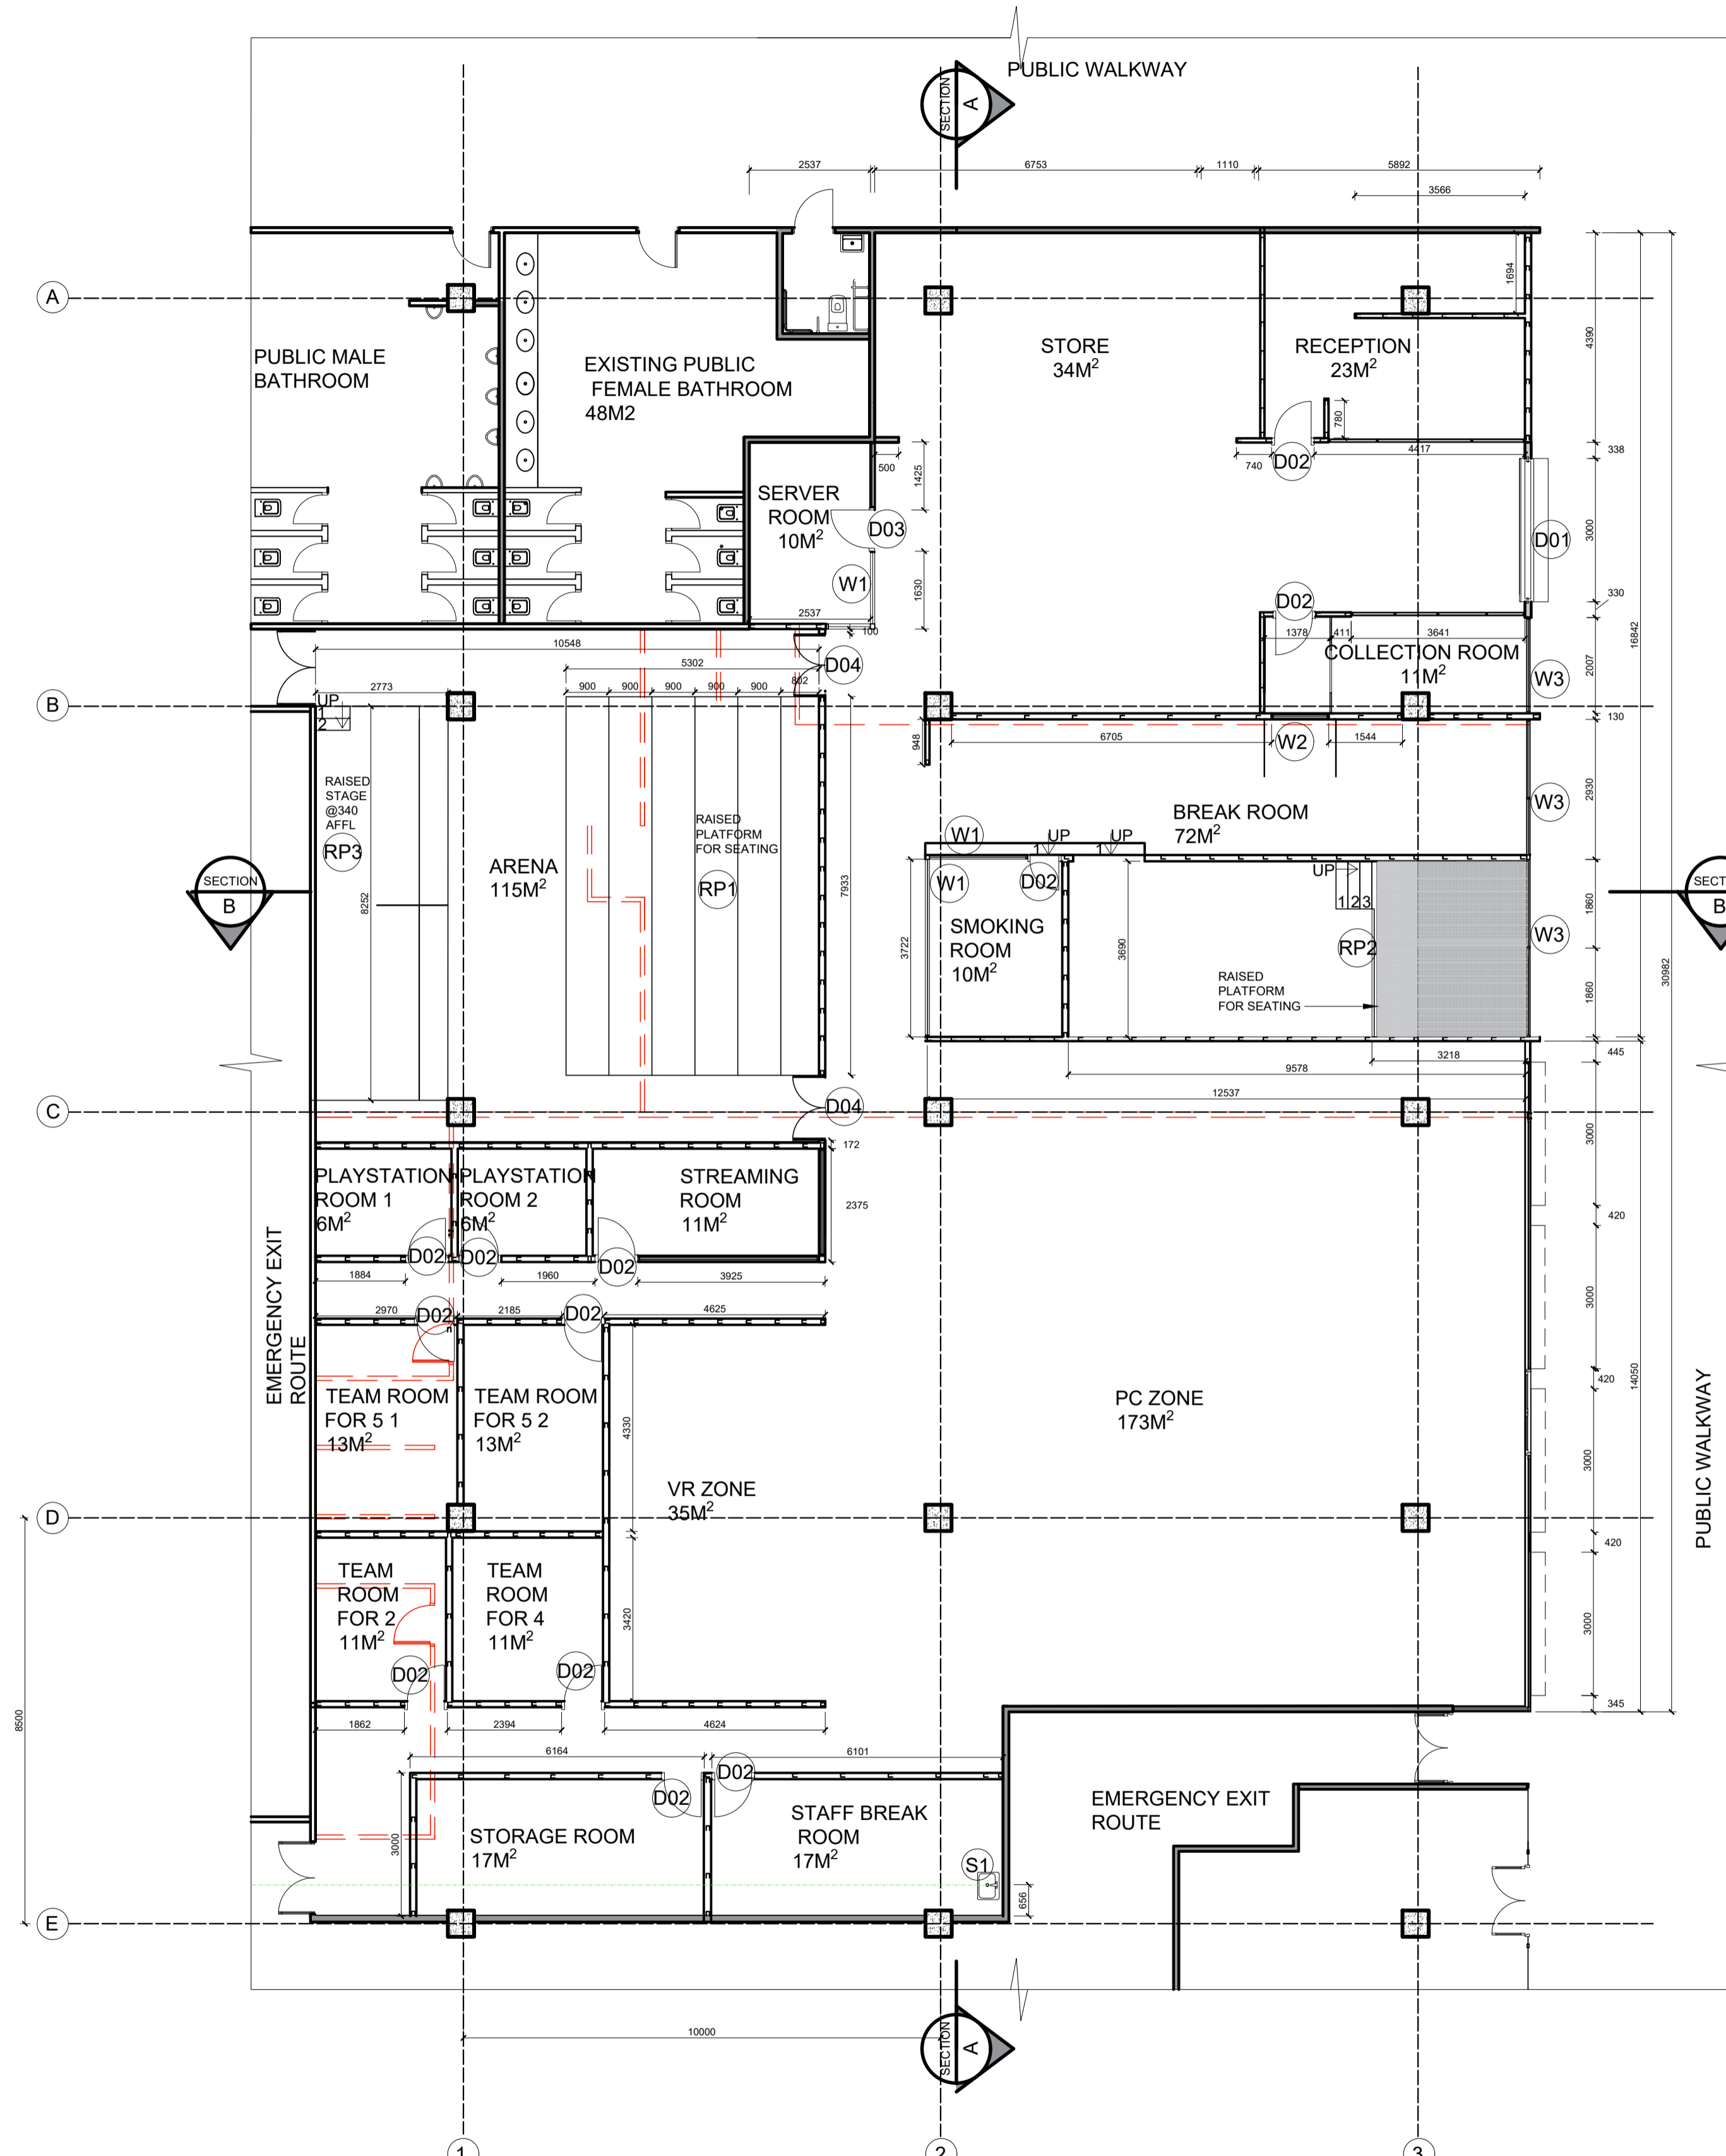 PUBLIC WALKWAY
SECTION
A
2537
6753
1110
5892
3566
1694
A
PUBLIC MALE
BATHROOM
EXISTING PUBLIC
FEMALE BATHROOM
48M2
STORE
34M²
RECEPTION
23M²
4390
780
338
740
D02
4417
500
1425
SERVER
ROOM
10M²
D03
3000
D01
W1
1630
2537
100
D02
330
16842
1378
411
3641
COLLECTION ROOM
11M²
2007
W3
10548
D04
5302
2773
900
900
900
900
900
802
B
UP
1
2
130
948
6705
W2
1544
RAISED
STAGE
@340
AFFL
RP3
RAISED
PLATFORM
FOR SEATING
RP1
ARENA
115M²
8252
7933
BREAK ROOM
72M²
2930
W3
W1
UP
1
UP
1
W1
D02
UP
1 2 3
SECTION
B
SECT
B
1860
W3
SMOKING
ROOM
10M²
3722
3690
RP2
RAISED
PLATFORM
FOR SEATING
1860
30982
445
3218
9578
12537
C
D04
3000
172
PLAYSTATION
ROOM 1
6M²
PLAYSTATION
ROOM 2
6M²
STREAMING
ROOM
11M²
2375
420
D02
D02
D02
1884
1960
3925
EMERGENCY EXIT
ROUTE
2970
D02
2185
D02
4625
3000
420
14050
TEAM ROOM
FOR 5 1
13M²
TEAM ROOM
FOR 5 2
13M²
4330
PC ZONE
173M²
PUBLIC WALKWAY
VR ZONE
35M²
3000
D
420
TEAM
ROOM
FOR 2
11M²
TEAM
ROOM
FOR 4
11M²
3420
3000
D02
D02
345
1862
2394
4624
8500
6164
6101
D02
D02
3000
STORAGE ROOM
17M²
STAFF BREAK
ROOM
17M²
S1
656
EMERGENCY EXIT
ROUTE
E
10000
SECTION
A
1
2
3